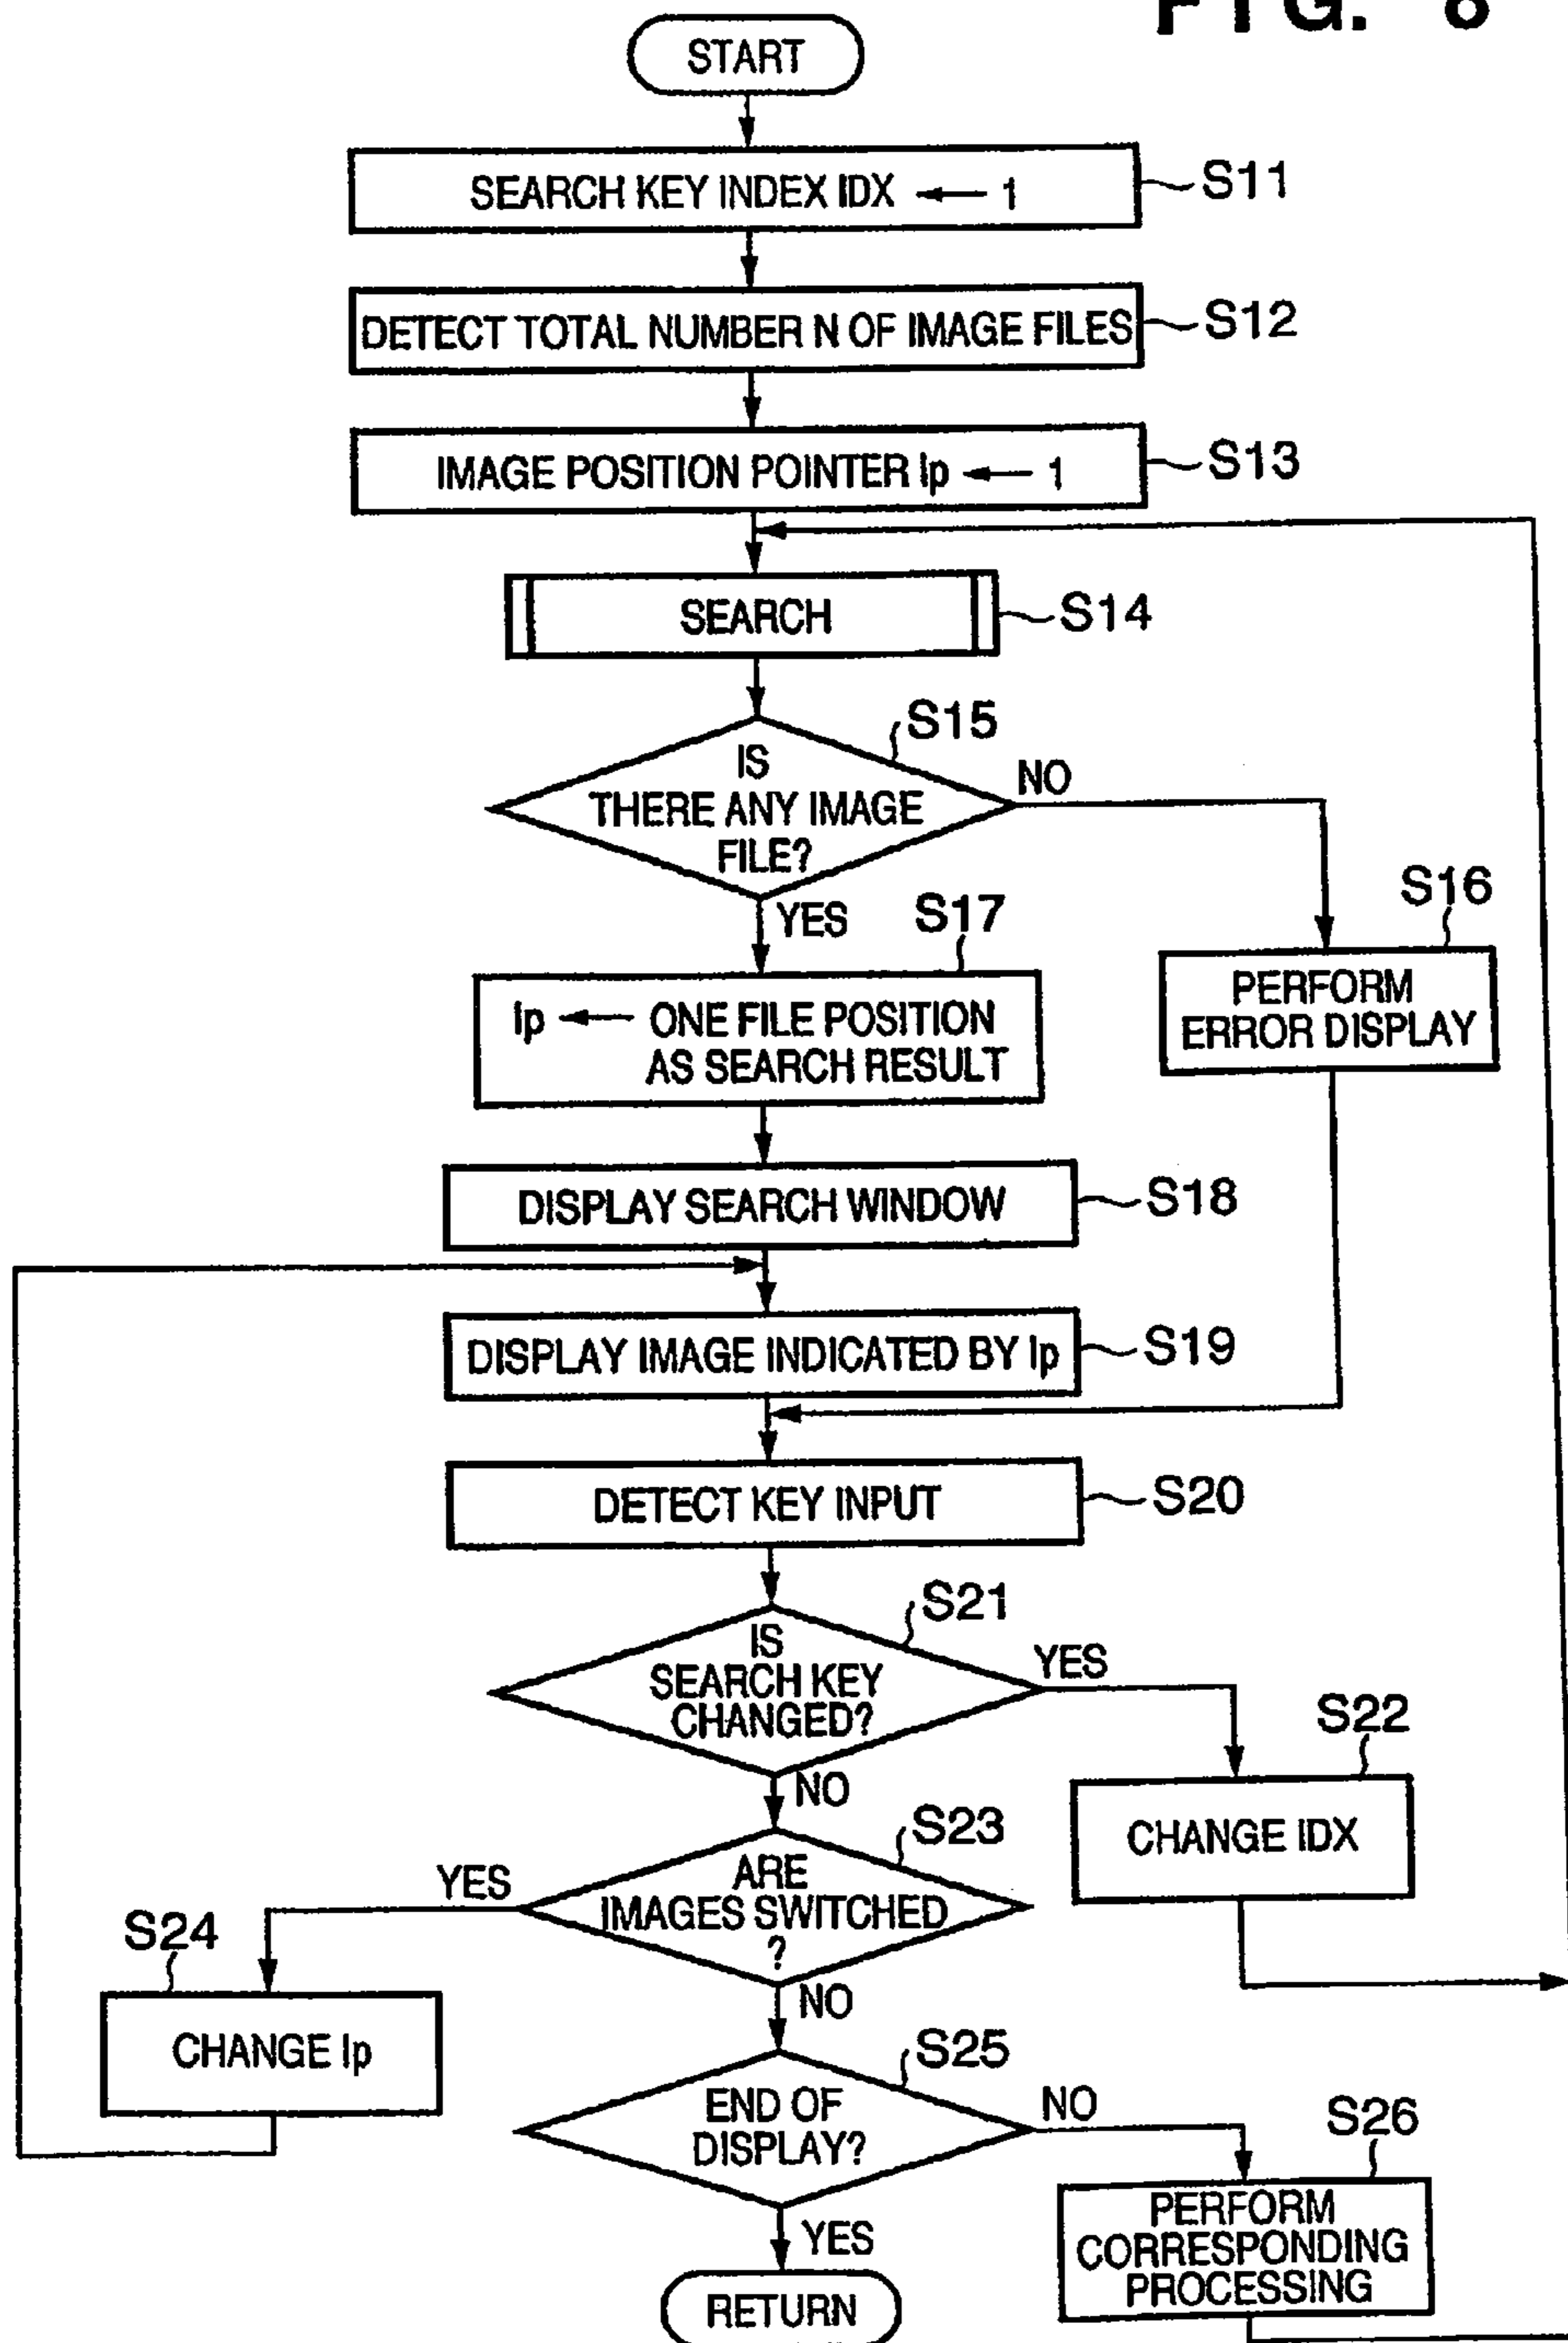 FIG. 8
START
SEARCH KEY INDEX IDX ← 1
S11
DETECT TOTAL NUMBER N OF IMAGE FILES
S12
IMAGE POSITION POINTER Ip ← 1
S13
SEARCH
S14
S15
IS
THERE ANY IMAGE
FILE?
NO
YES
S16
PERFORM
ERROR DISPLAY
S17
Ip ← ONE FILE POSITION
AS SEARCH RESULT
DISPLAY SEARCH WINDOW
S18
DISPLAY IMAGE INDICATED BY Ip
S19
DETECT KEY INPUT
S20
S21
IS
SEARCH KEY
CHANGED?
YES
NO
S22
CHANGE IDX
S23
ARE
IMAGES SWITCHED
?
YES
NO
S24
CHANGE Ip
S25
END OF
DISPLAY?
NO
YES
S26
PERFORM
CORRESPONDING
PROCESSING
RETURN